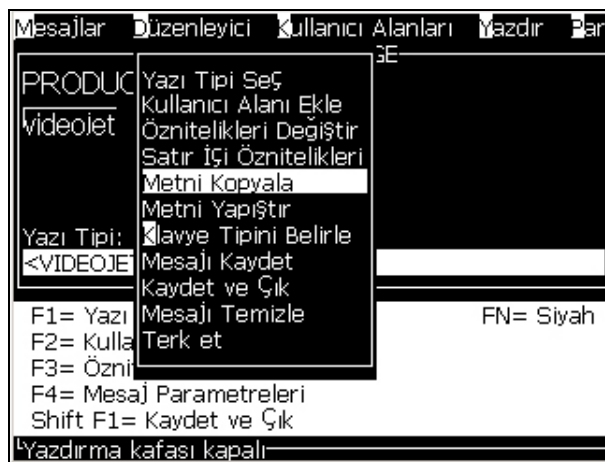 Mesajlar Düzenleyici Kullanıcı Alanları Yazdır Par
GE
PRODUC
videojet
Yazı Tipi Seç
Kullanıcı Alanı Ekle
Öznitelikleri Değiştir
Satır İçi Öznitelikleri
Metni Kopyala
Metni Yapıştır
Klavye Tipini Belirle
Mesajı Kaydet
Kaydet ve Çık
Mesajı Temizle
Terk et
Yazı Tipi:
<VIDEOJET
F1= Yazı FN= Siyah
F2= Kulla
F3= Özni
F4= Mesaj Parametreleri
Shift F1= Kaydet ve Çık
Yazdırma kafası kapalı